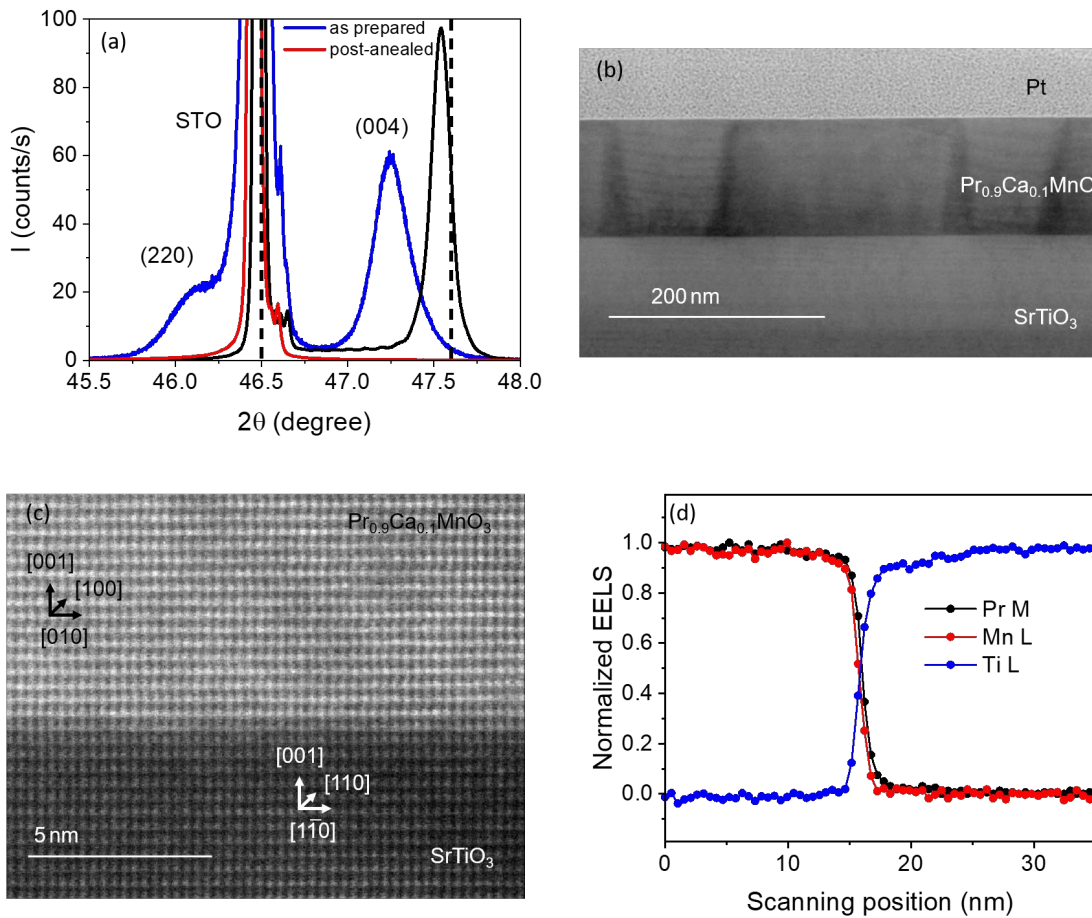 (a)
as prepared
post-anealed
STO
(220)
(004)
I (counts/s)
100
80
60
40
20
0
45.5 46.0 46.5 47.0 47.5 48.0
2θ (degree)
(b)
Pt
Pr0.9Ca0.1MnO
200 nm
SrTiO3
(c)
Pr0.9Ca0.1MnO3
[001]
[100]
[010]
[001]
[110]
[11̅0]
5 nm
SrTiO3
(d)
Normalized EELS
1.0
0.8
0.6
0.4
0.2
0.0
Pr M
Mn L
Ti L
0 10 20 30
Scanning position (nm)